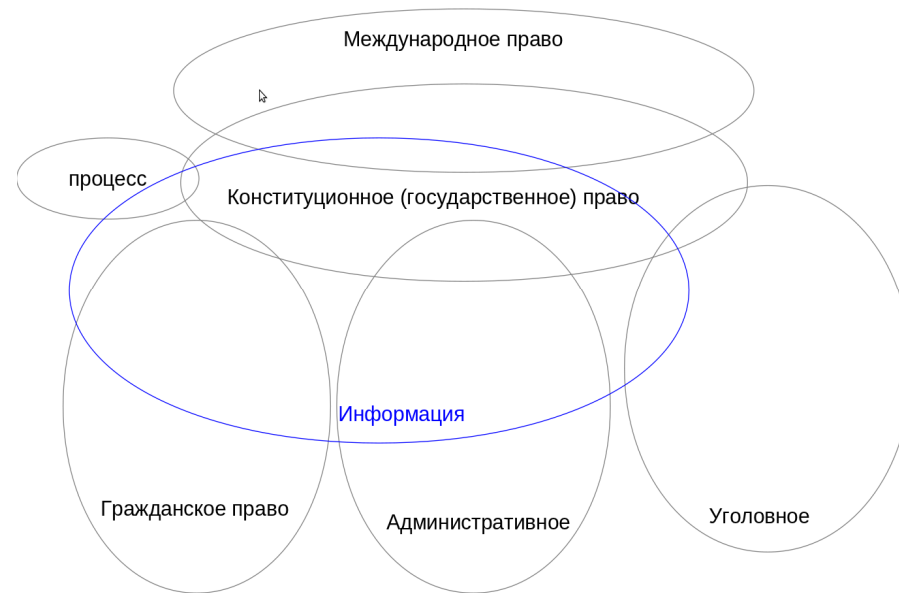 Международное право
процесс
Конституционное (государственное) право
Информация
Гражданское право
Административное
Уголовное